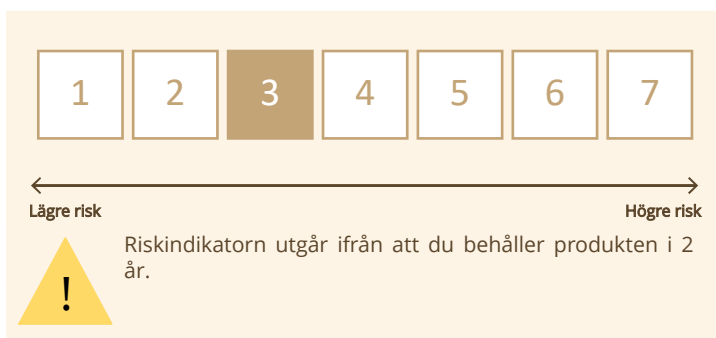 1 2 3 4 5 6 7
Lägre risk Högre risk
Riskindikatorn utgår ifrån att du behåller produkten i 2
år.
!